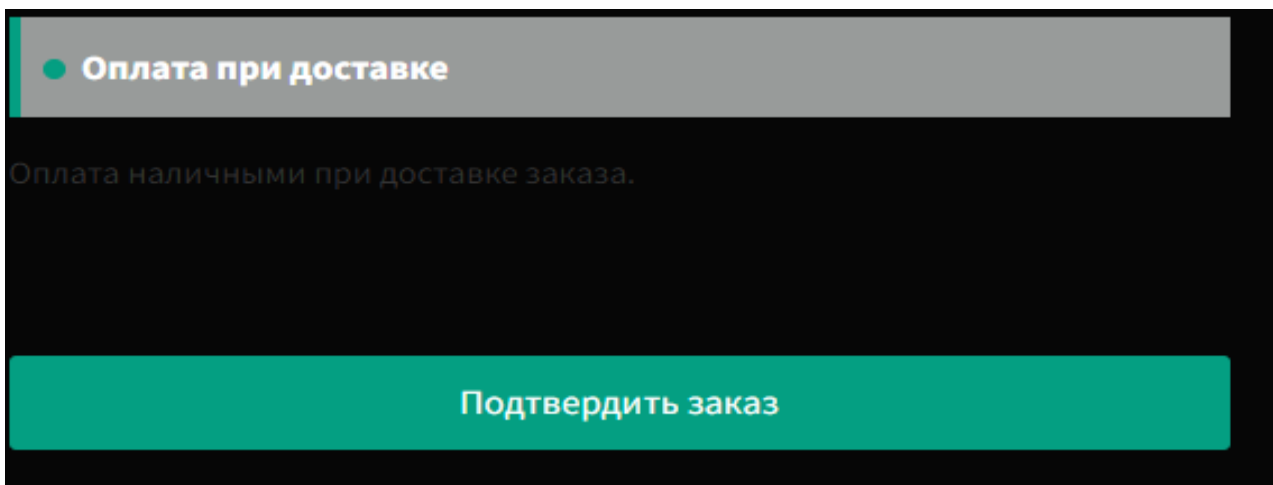 Оплата при доставке
Оплата наличными при доставке заказа.
Подтвердить заказ